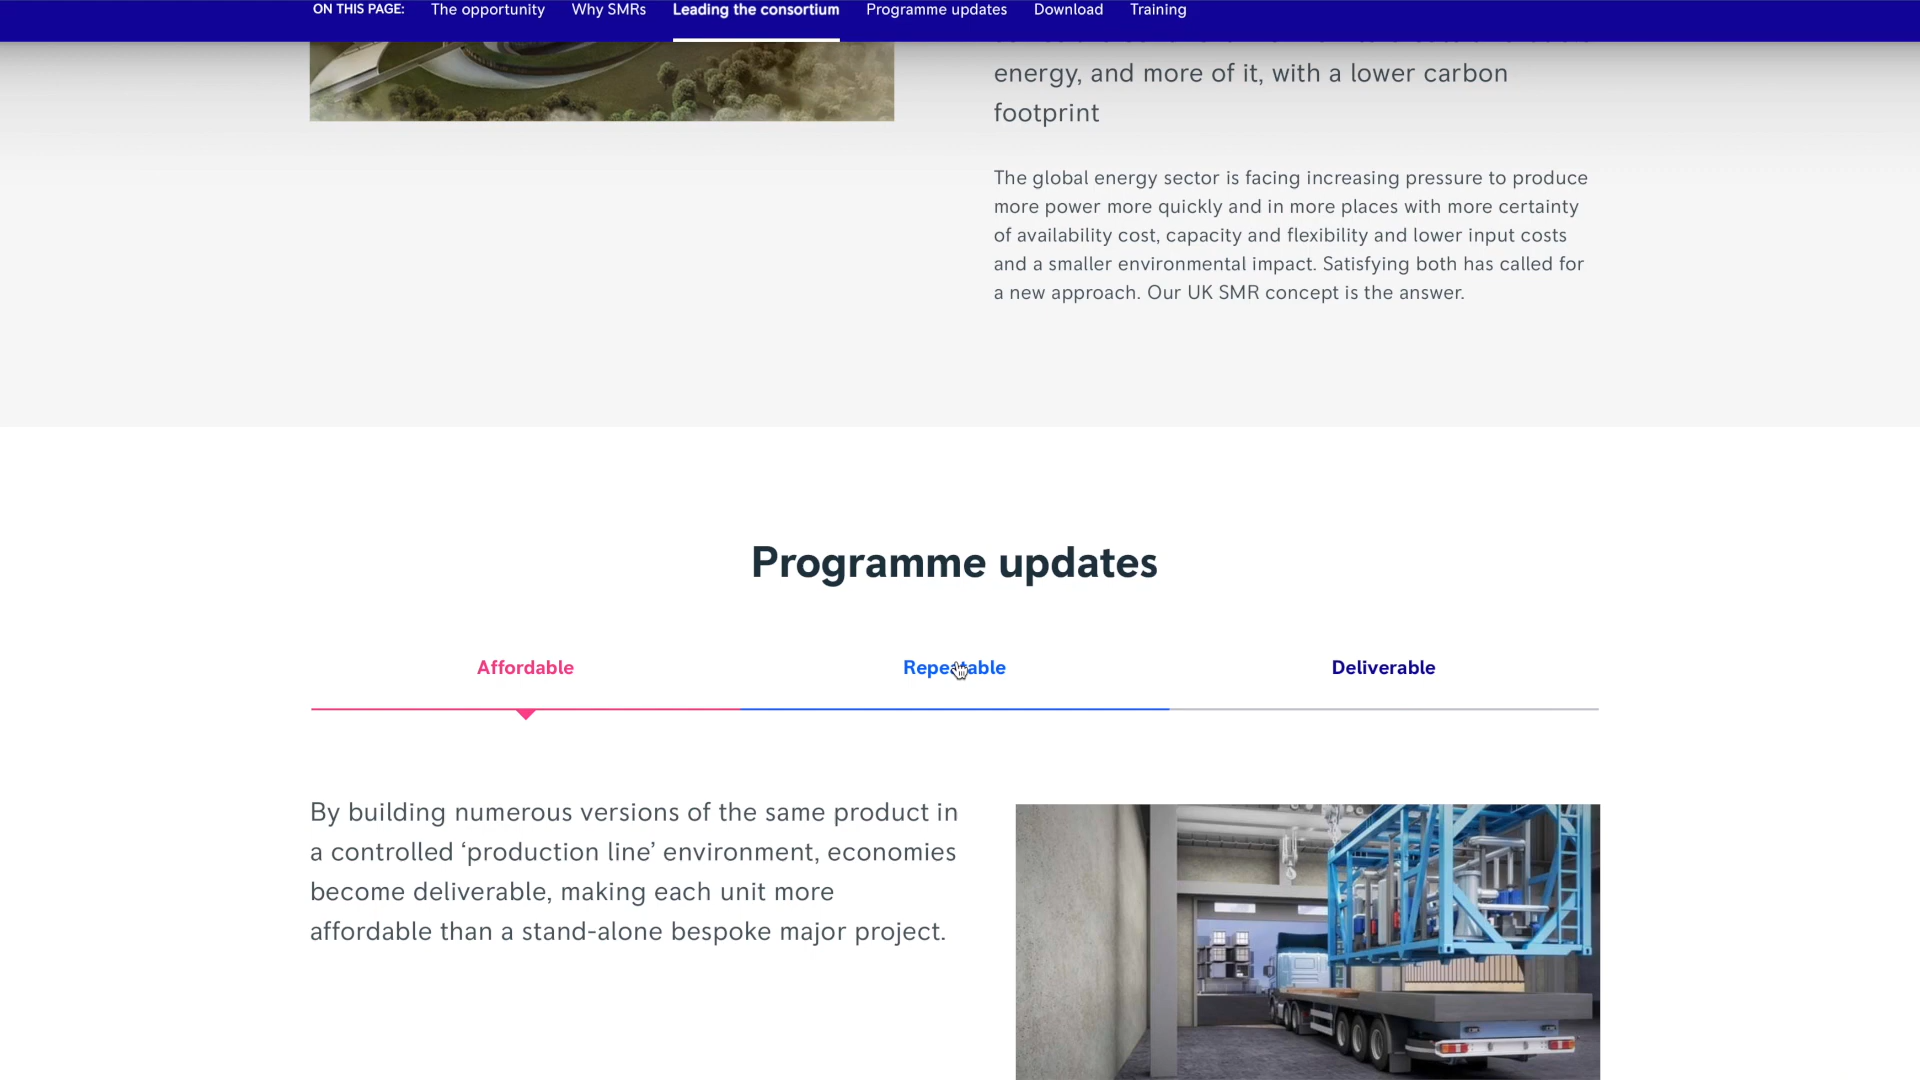 ON THIS PAGE: The opportunity Why SMRs Leading the consortium Programme updates Download Training
energy, and more of it, with a lower carbon
footprint
The global energy sector is facing increasing pressure to produce
more power more quickly and in more places with more certainty
of availability cost, capacity and flexibility and lower input costs
and a smaller environmental impact. Satisfying both has called for
a new approach. Our UK SMR concept is the answer.
Programme updates
Affordable Repeatable Deliverable
By building numerous versions of the same product in
a controlled ‘production line’ environment, economies
become deliverable, making each unit more
affordable than a stand-alone bespoke major project.